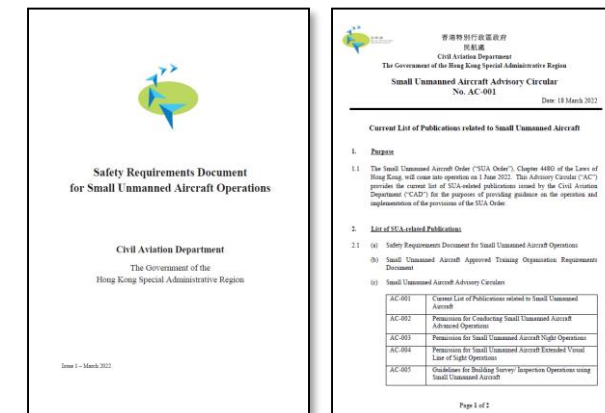 Safety Requirements Document
for Small Unmanned Aircraft Operations
Civil Aviation Department
The Government of the
Hong Kong Special Administrative Region
Issue 1 – March 2022
香港特別行政區政府
民航處
Civil Aviation Department
The Government of the Hong Kong Special Administrative Region
Small Unmanned Aircraft Advisory Circular
No. AC-001
Date: 18 March 2022
Current List of Publications related to Small Unmanned Aircraft
1. Purpose
1.1 The Small Unmanned Aircraft Order ("SUA Order"), Chapter 448G of the Laws of
Hong Kong, will come into operation on 1 June 2022. This Advisory Circular ("AC")
provides the current list of SUA-related publications issued by the Civil Aviation
Department ("CAD") for the purposes of providing guidance on the operation and
implementation of the provisions of the SUA Order.
2. List of SUA-related Publications
2.1 (a) Safety Requirements Document for Small Unmanned Aircraft Operations
(b) Small Unmanned Aircraft Approved Training Organisation Requirements
Document
(c) Small Unmanned Aircraft Advisory Circulars
AC-001 Current List of Publications related to Small Unmanned
Aircraft
AC-002 Permission for Conducting Small Unmanned Aircraft
Advanced Operations
AC-003 Permission for Small Unmanned Aircraft Night Operations
AC-004 Permission for Small Unmanned Aircraft Extended Visual
Line of Sight Operations
AC-005 Guidelines for Building Survey/ Inspection Operations using
Small Unmanned Aircraft
Page 1 of 2